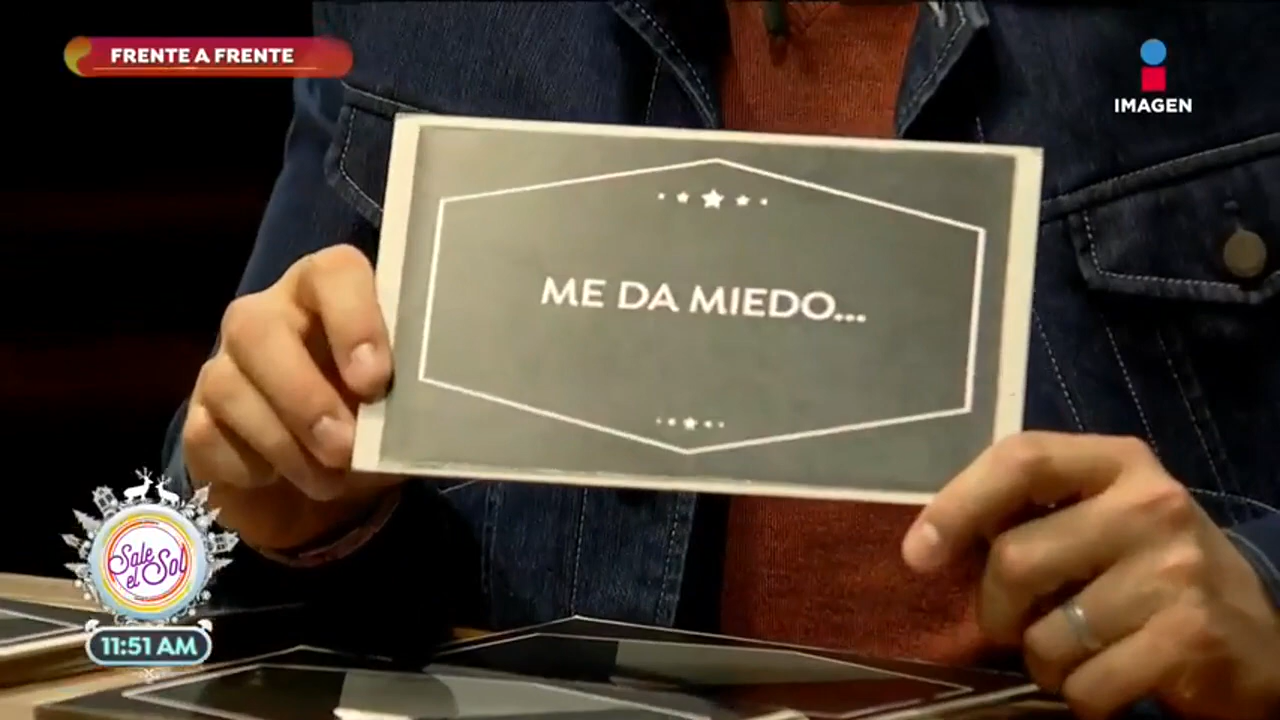 FRENTE A FRENTE
IMAGEN
ME DA MIEDO...
Sale
el Sol
11:51 AM